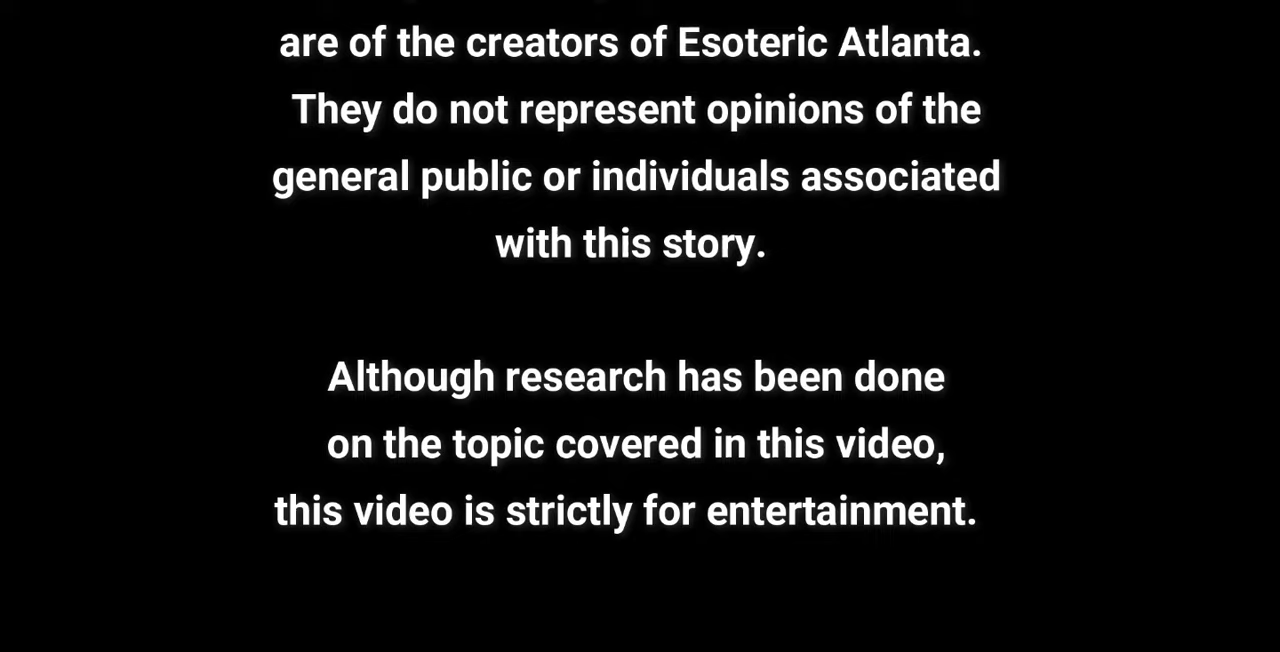 are of the creators of Esoteric Atlanta.
They do not represent opinions of the
general public or individuals associated
with this story.
Although research has been done
on the topic covered in this video,
this video is strictly for entertainment.